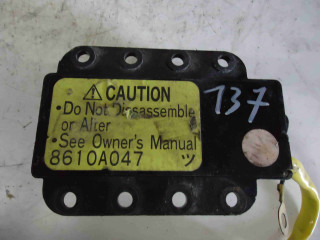 CAUTION
•Do Not Disassemble
or Alter
•See Owner's Manual
8610A047 ツ
137